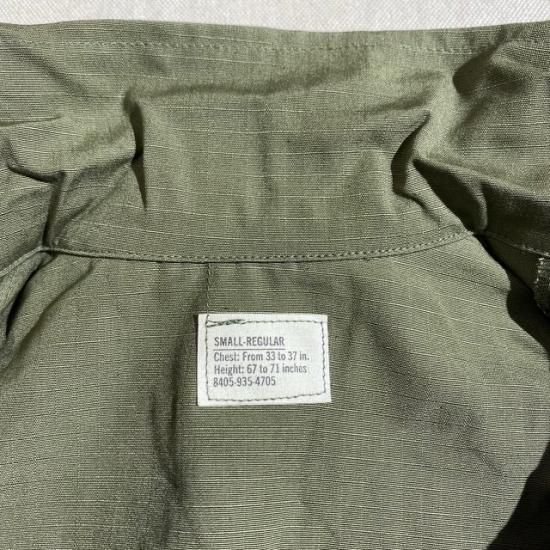 SMALL-REGULAR
Chest: From 33 to 37 in.
Height: 67 to 71 inches
8405-935-4705